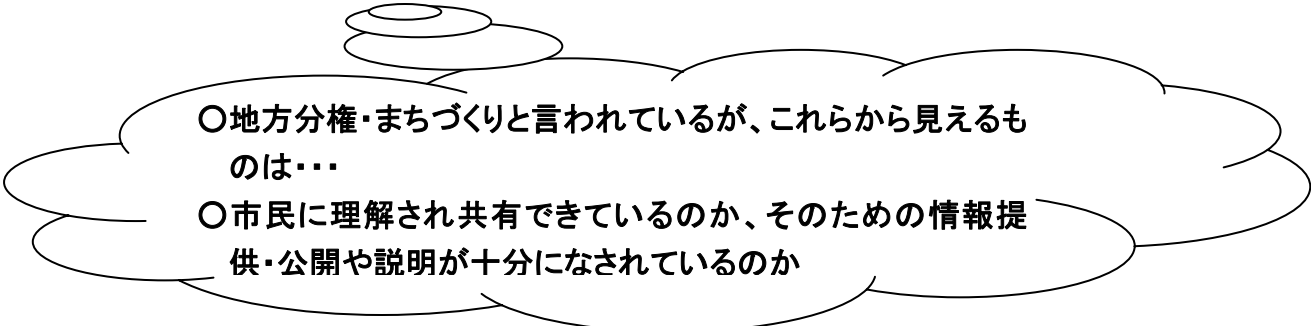 ○地方分権・まちづくりと言われているが、これらから見えるも
のは・・・
○市民に理解され共有できているのか、そのための情報提
供・公開や説明が十分になされているのか